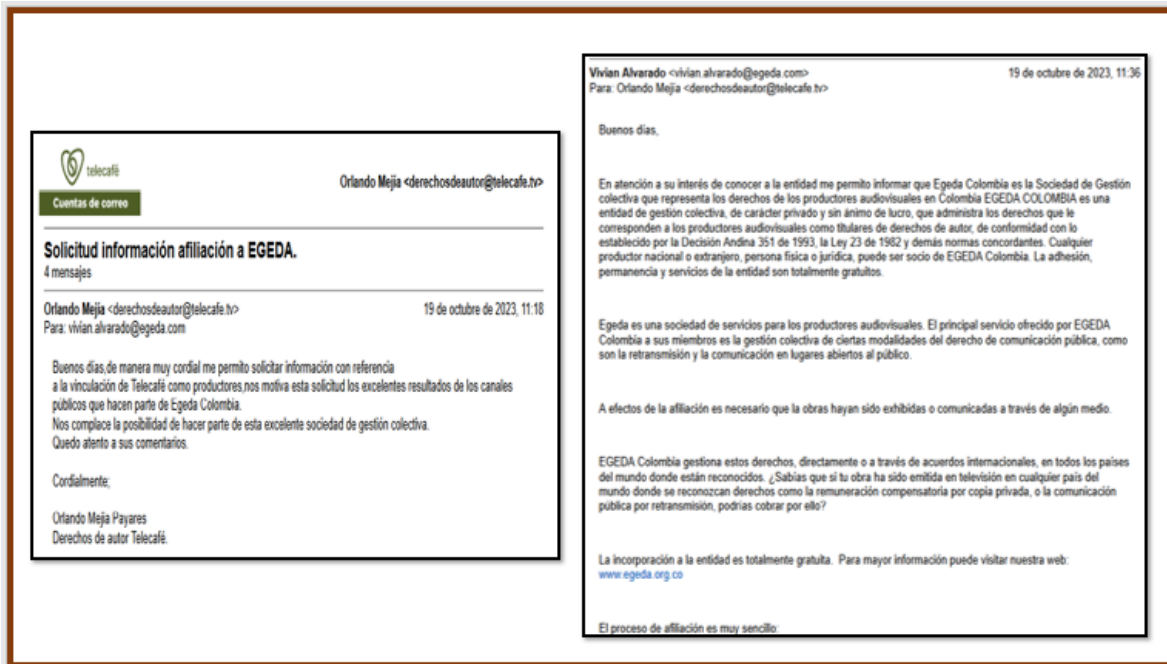 telecafé
Cuentas de correo
Orlando Mejía <derechosdeautor@telecafe.tv>
Solicitud información afiliación a EGEDA.
4 mensajes
Orlando Mejía <derechosdeautor@telecafe.tv>
19 de octubre de 2023, 11:18
Para: vivian.alvarado@egeda.com
Buenos días,de manera muy cordial me permito solicitar información con referencia
a la vinculación de Telecafé como productores,nos motiva esta solicitud los excelentes resultados de los canales
públicos que hacen parte de Egeda Colombia.
Nos complace la posibilidad de hacer parte de esta excelente sociedad de gestión colectiva.
Quedo atento a sus comentarios.
Cordialmente;
Orlando Mejía Payares
Derechos de autor Telecafé.
Vivian Alvarado <vivian.alvarado@egeda.com>
19 de octubre de 2023, 11:36
Para: Orlando Mejía <derechosdeautor@telecafe.tv>
Buenos días,
En atención a su interés de conocer a la entidad me permito informar que Egeda Colombia es la Sociedad de Gestión
colectiva que representa los derechos de los productores audiovisuales en Colombia EGEDA COLOMBIA es una
entidad de gestión colectiva, de carácter privado y sin ánimo de lucro, que administra los derechos que le
corresponden a los productores audiovisuales como titulares de derechos de autor, de conformidad con lo
establecido por la Decisión Andina 351 de 1993, la Ley 23 de 1982 y demás normas concordantes. Cualquier
productor nacional o extranjero, persona física o jurídica, puede ser socio de EGEDA Colombia. La adhesión,
permanencia y servicios de la entidad son totalmente gratuitos.
Egeda es una sociedad de servicios para los productores audiovisuales. El principal servicio ofrecido por EGEDA
Colombia a sus miembros es la gestión colectiva de ciertas modalidades del derecho de comunicación pública, como
son la retransmisión y la comunicación en lugares abiertos al público.
A efectos de la afiliación es necesario que la obras hayan sido exhibidas o comunicadas a través de algún medio.
EGEDA Colombia gestiona estos derechos, directamente o a través de acuerdos internacionales, en todos los países
del mundo donde están reconocidos. ¿Sabías que si tu obra ha sido emitida en televisión en cualquier país del
mundo donde se reconozcan derechos como la remuneración compensatoria por copia privada, o la comunicación
pública por retransmisión, podrías cobrar por ello?
La incorporación a la entidad es totalmente gratuita. Para mayor información puede visitar nuestra web:
www.egeda.org.co
El proceso de afiliación es muy sencillo: